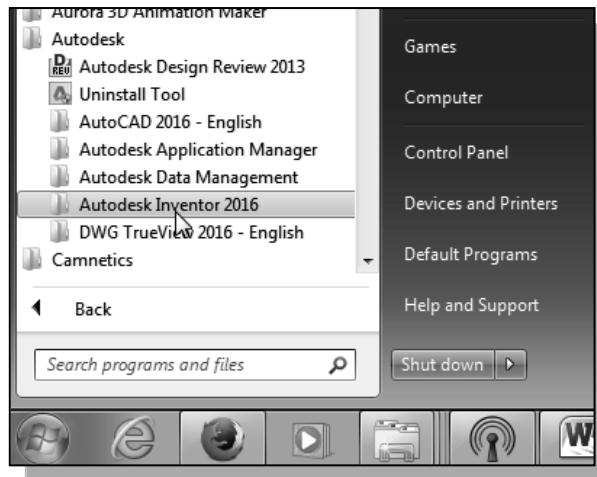 Aurora 3D Animation Maker
Autodesk
Autodesk Design Review 2013
Uninstall Tool
AutoCAD 2016 - English
Autodesk Application Manager
Autodesk Data Management
Autodesk Inventor 2016
DWG TrueView 2016 - English
Camnetics
Back
Search programs and files
Games
Computer
Control Panel
Devices and Printers
Default Programs
Help and Support
Shut down
W